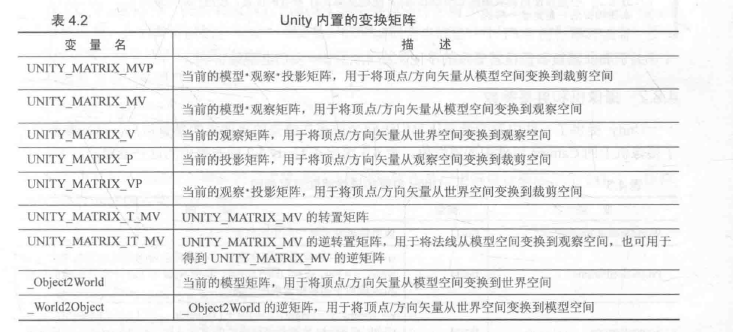 表 4.2 Unity 内置的变换矩阵
变 量 名 描 述
UNITY_MATRIX_MVP 当前的模型*观察*投影矩阵，用于将顶点/方向矢量从模型空间变换到裁剪空间
UNITY_MATRIX_MV 当前的模型*观察矩阵，用于将顶点/方向矢量从模型空间变换到观察空间
UNITY_MATRIX_V 当前的观察矩阵，用于将顶点/方向矢量从世界空间变换到观察空间
UNITY_MATRIX_P 当前的投影矩阵，用于将顶点/方向矢量从观察空间变换到裁剪空间
UNITY_MATRIX_VP 当前的观察*投影矩阵，用于将顶点/方向矢量从世界空间变换到裁剪空间
UNITY_MATRIX_T_MV UNITY_MATRIX_MV 的转置矩阵
UNITY_MATRIX_IT_MV UNITY_MATRIX_MV 的逆转置矩阵，用于将法线从模型空间变换到观察空间，也可用于
得到 UNITY_MATRIX_MV 的逆矩阵
_Object2World 当前的模型矩阵，用于将顶点/方向矢量从模型空间变换到世界空间
_World2Object _Object2World 的逆矩阵，用于将顶点/方向矢量从世界空间变换到模型空间